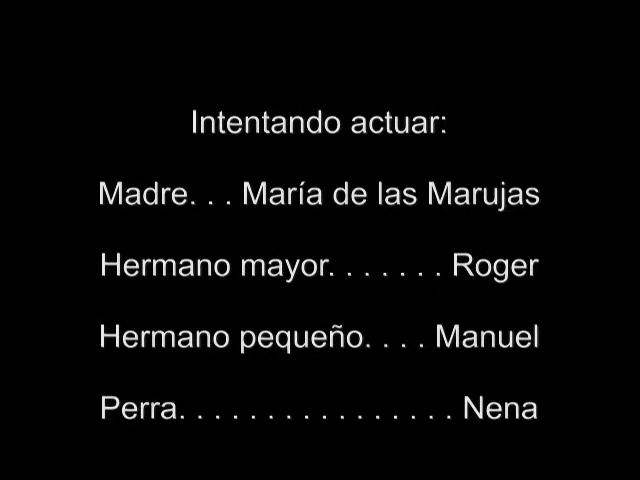 Intentando actuar:
Madre. . . María de las Marujas
Hermano mayor. . . . . . . Roger
Hermano pequeño. . . . Manuel
Perra. . . . . . . . . . . . . . . . Nena